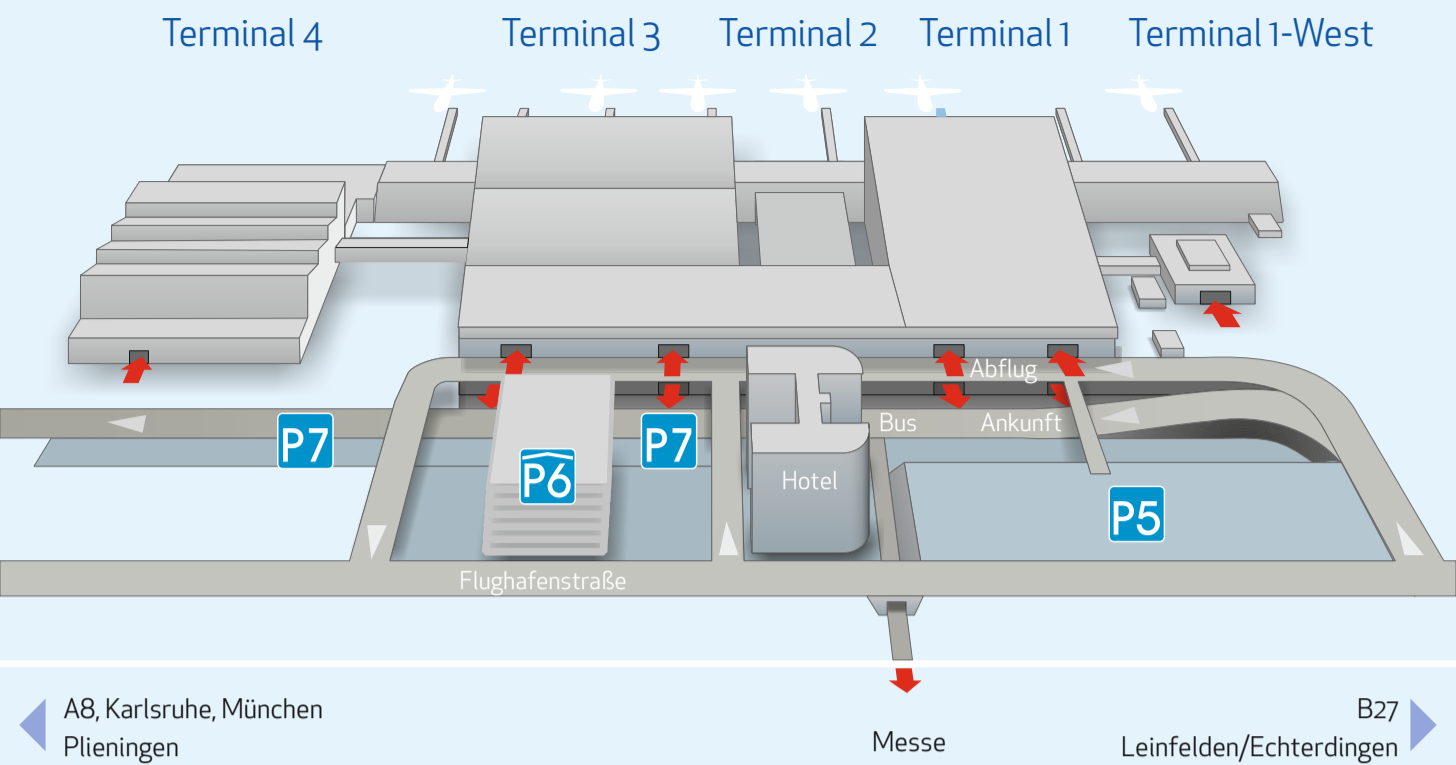 Terminal 4
Terminal 3
Terminal 2
Terminal 1
Terminal 1-West
Abflug
Bus
Ankunft
P7
P7
P6
Hotel
P5
Flughafenstraße
A8, Karlsruhe, München
Plieningen
Messe
B27
Leinfelden/Echterdingen